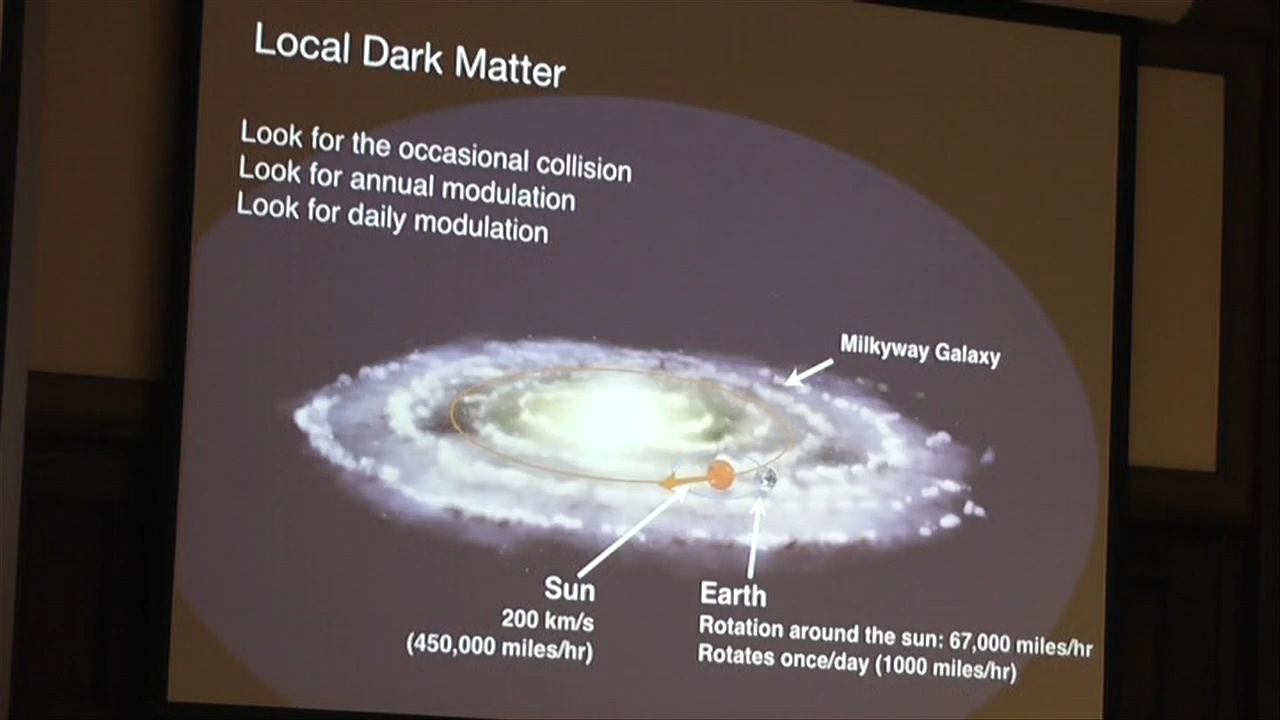 Local Dark Matter
Look for the occasional collision
Look for annual modulation
Look for daily modulation
Milkyway Galaxy
Sun
200 km/s
(450,000 miles/hr)
Earth
Rotation around the sun: 67,000 miles/hr
Rotates once/day (1000 miles/hr)